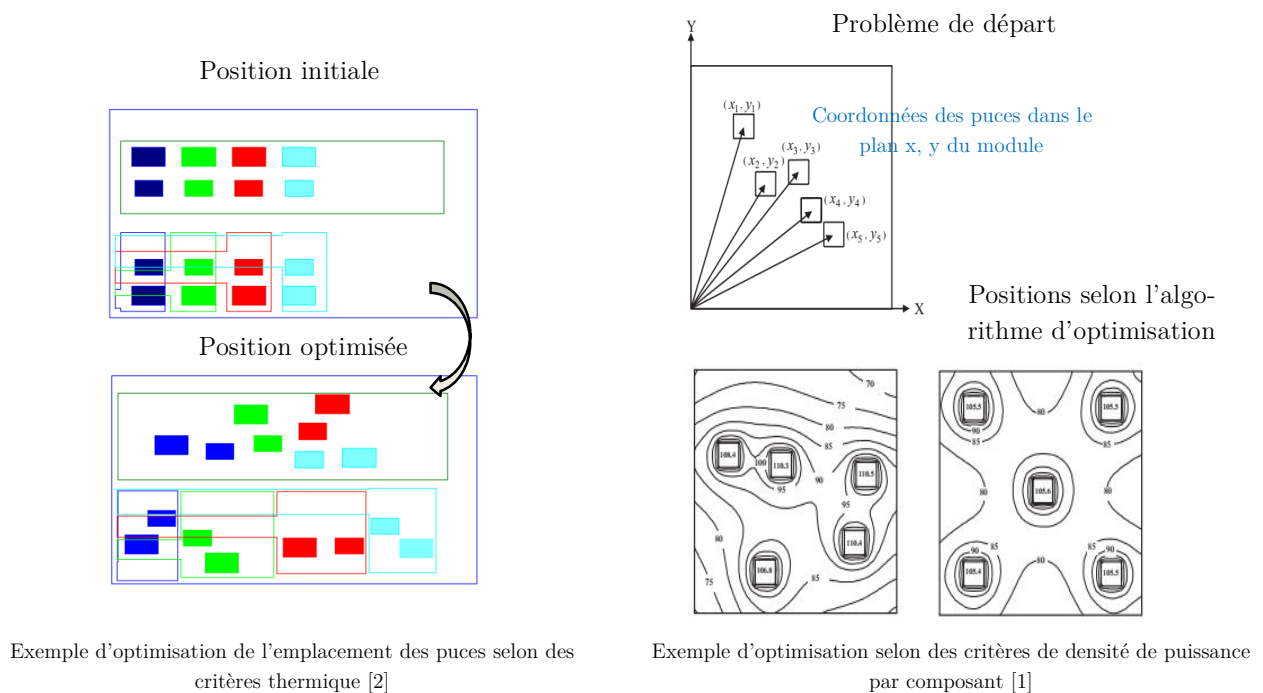 Position initiale
Position optimisée
Exemple d'optimisation de l'emplacement des puces selon des
critères thermique [2]
Problème de départ
Y
(x₁, y₁)
Coordonnées des puces dans le
plan x, y du module
(x₃, y₃)
(x₂, y₂)
(x₄, y₄)
(x₅, y₅)
X
Positions selon l'algo-
rithme d'optimisation
70
75
80
85
108.4
100
110.3
90
110.5
95
95
110.4
106.8
75
80
85
105.5
80
105.5
90
85
80
105.6
80
80
85
85
90
90
105.4
105.5
Exemple d'optimisation selon des critères de densité de puissance
par composant [1]